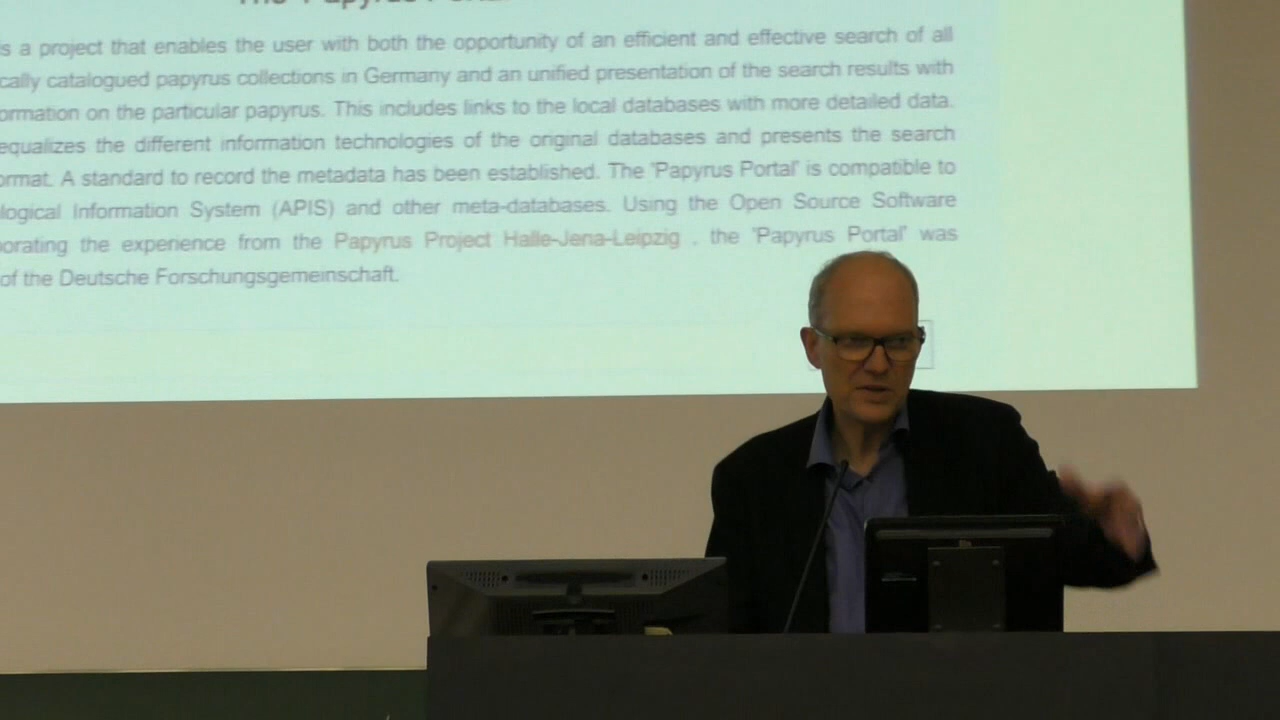 The 'Papyrus Portal'
is a project that enables the user with both the opportunity of an efficient and effective search of all
cally catalogued papyrus collections in Germany and an unified presentation of the search results with
ormation on the particular papyrus. This includes links to the local databases with more detailed data.
equalizes the different information technologies of the original databases and presents the search
ormat. A standard to record the metadata has been established. The 'Papyrus Portal' is compatible to
logical Information System (APIS) and other meta-databases. Using the Open Source Software
orating the experience from the Papyrus Project Halle-Jena-Leipzig , the 'Papyrus Portal' was
of the Deutsche Forschungsgemeinschaft.